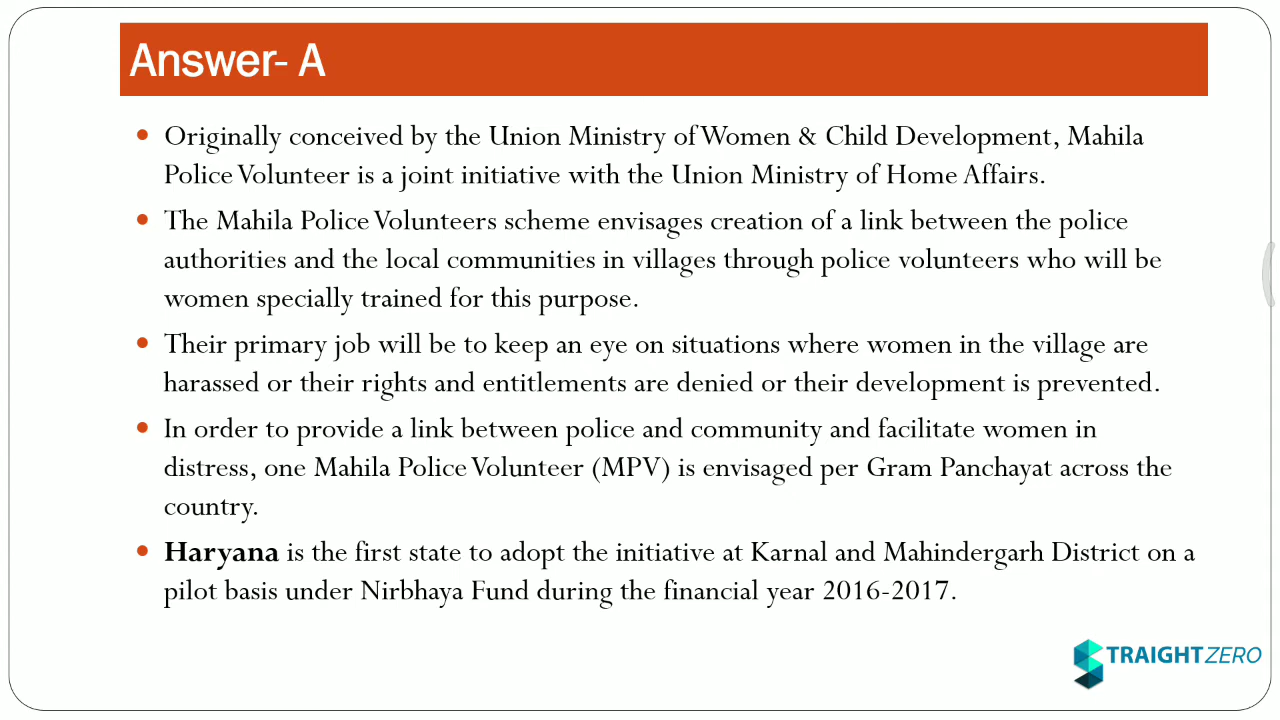 Answer- A
• Originally conceived by the Union Ministry of Women & Child Development, Mahila
Police Volunteer is a joint initiative with the Union Ministry of Home Affairs.
• The Mahila Police Volunteers scheme envisages creation of a link between the police
authorities and the local communities in villages through police volunteers who will be
women specially trained for this purpose.
• Their primary job will be to keep an eye on situations where women in the village are
harassed or their rights and entitlements are denied or their development is prevented.
• In order to provide a link between police and community and facilitate women in
distress, one Mahila Police Volunteer (MPV) is envisaged per Gram Panchayat across the
country.
• Haryana is the first state to adopt the initiative at Karnal and Mahindergarh District on a
pilot basis under Nirbhaya Fund during the financial year 2016-2017.
STRAIGHTZERO